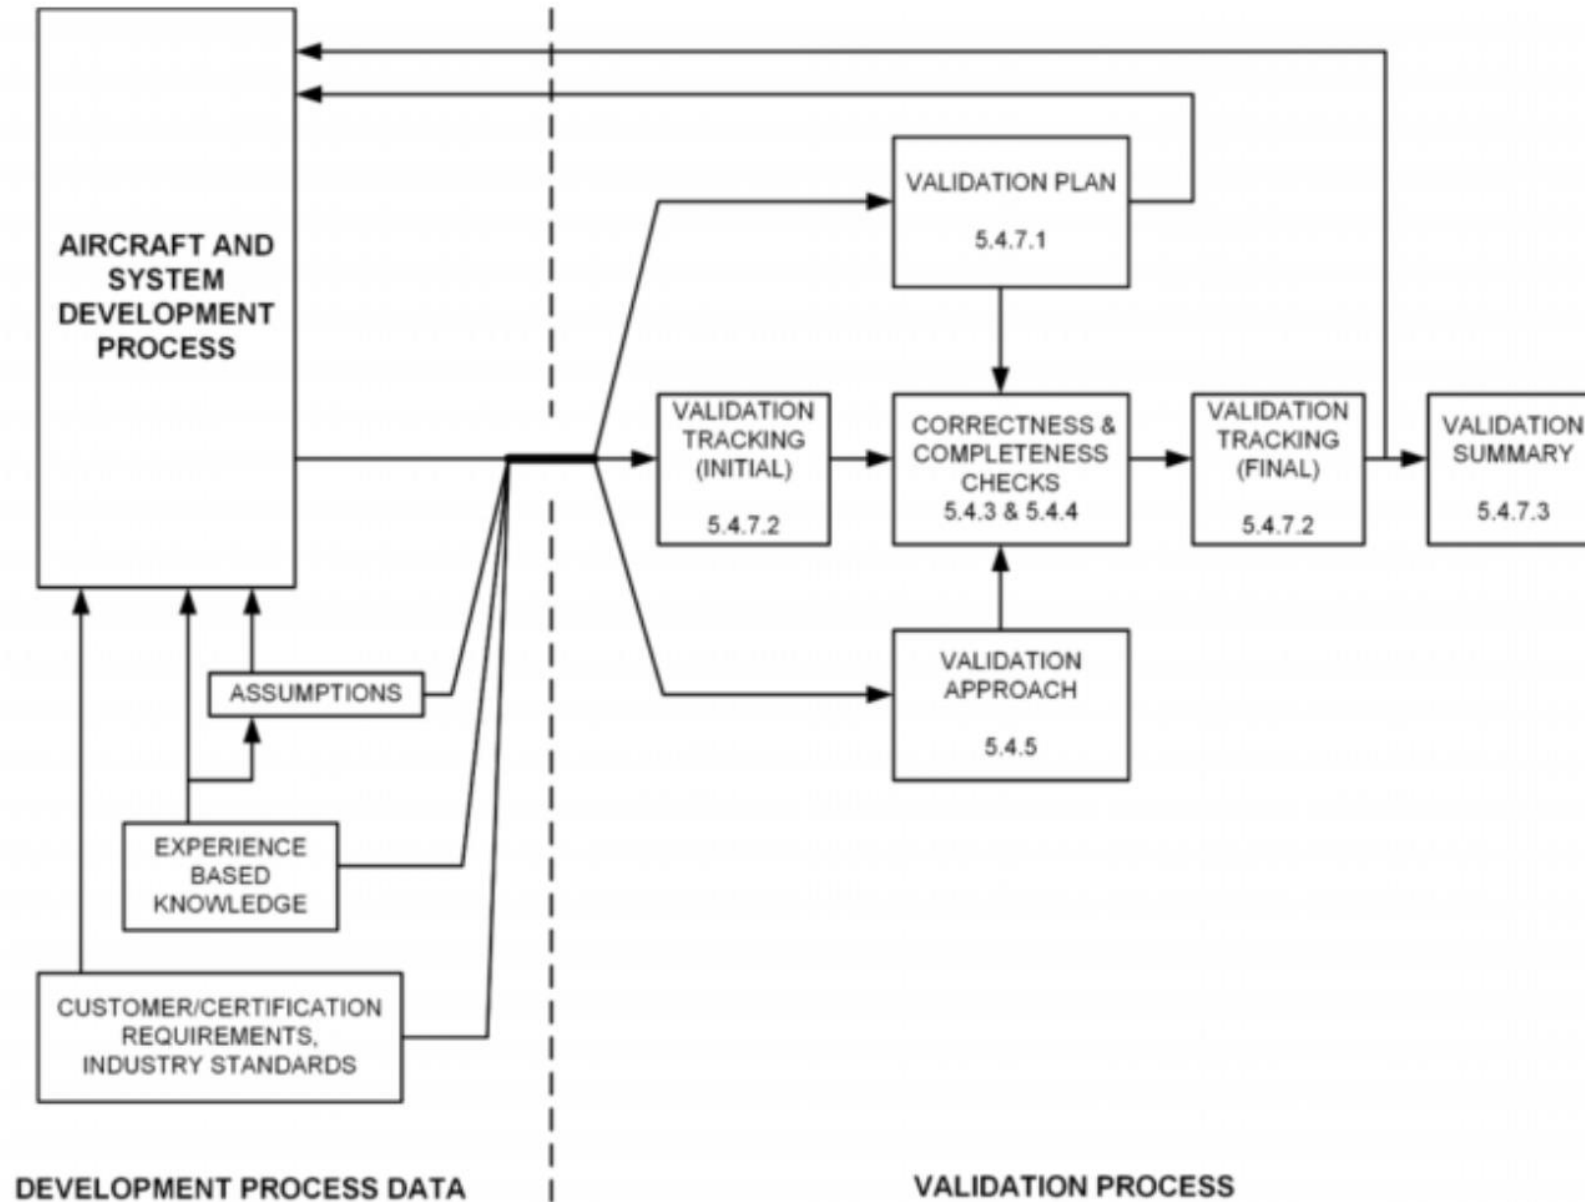 AIRCRAFT AND
SYSTEM
DEVELOPMENT
PROCESS
VALIDATION PLAN
5.4.7.1
VALIDATION
TRACKING
(INITIAL)
5.4.7.2
CORRECTNESS &
COMPLETENESS
CHECKS
5.4.3 & 5.4.4
VALIDATION
TRACKING
(FINAL)
5.4.7.2
VALIDATION
SUMMARY
5.4.7.3
ASSUMPTIONS
VALIDATION
APPROACH
5.4.5
EXPERIENCE
BASED
KNOWLEDGE
CUSTOMER/CERTIFICATION
REQUIREMENTS,
INDUSTRY STANDARDS
DEVELOPMENT PROCESS DATA
VALIDATION PROCESS